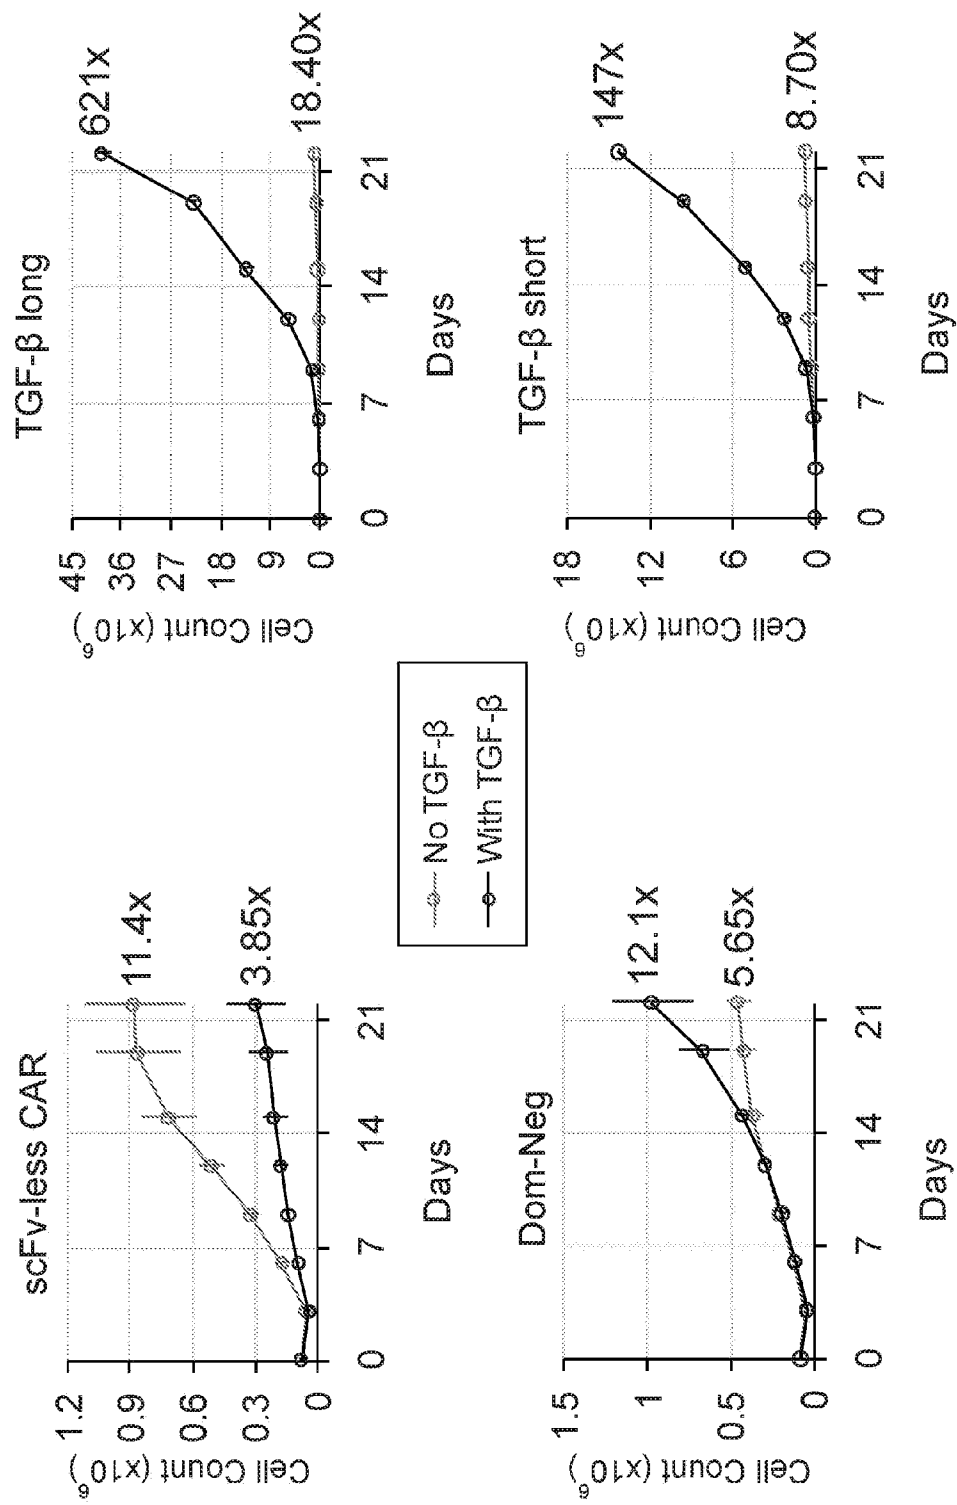 scFv-less CAR
Cell Count (x10⁶)
1.2
0.9
0.6
0.3
0
0
7
14
21
Days
11.4x
3.85x
TGF-β long
Cell Count (x10⁶)
45
36
27
18
9
0
0
7
14
21
Days
621x
18.40x
No TGF-β
With TGF-β
Dom-Neg
Cell Count (x10⁶)
1.5
1
0.5
0
0
7
14
21
Days
12.1x
5.65x
TGF-β short
Cell Count (x10⁶)
18
12
6
0
0
7
14
21
Days
147x
8.70x